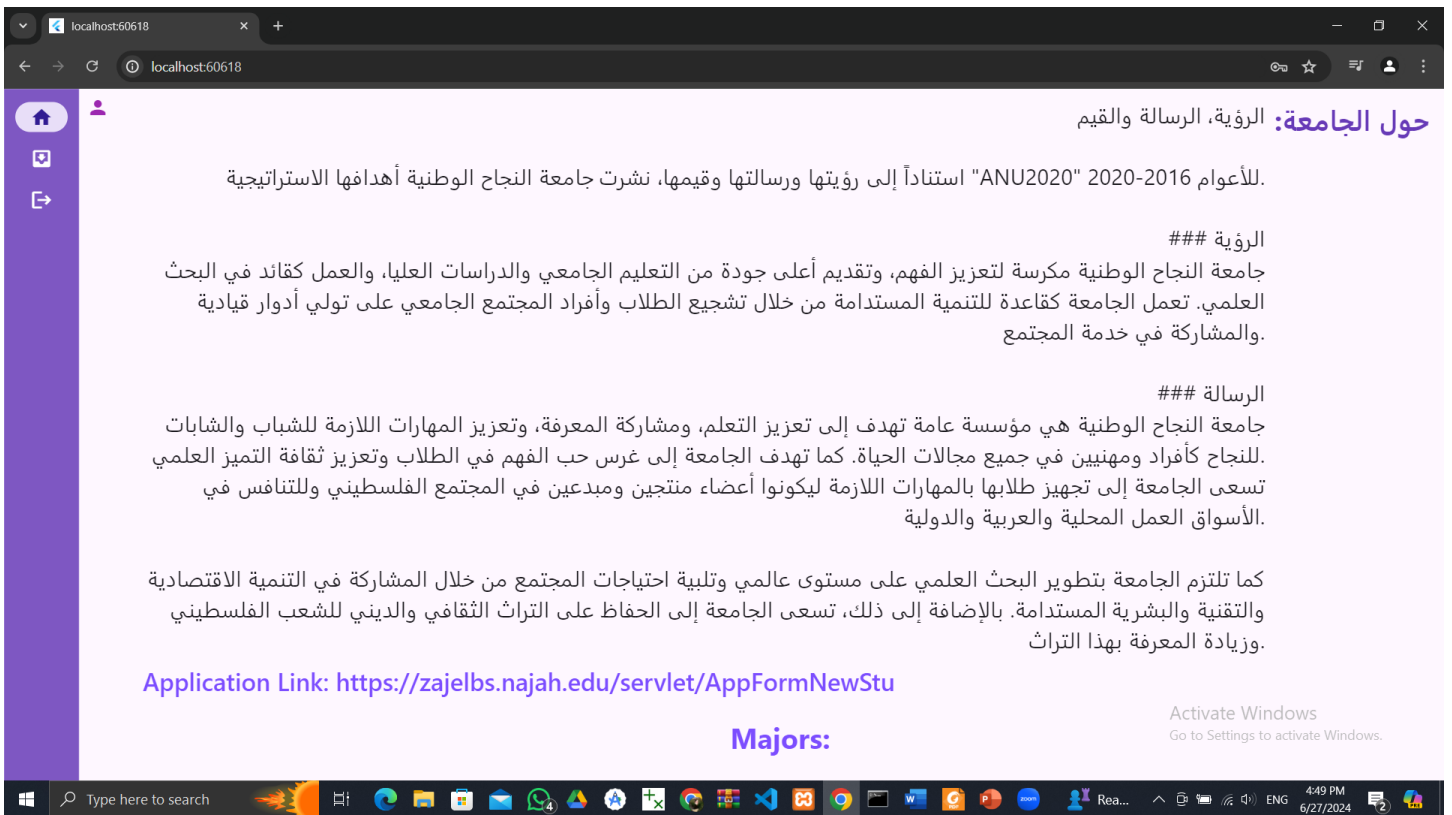 localhost:60618
localhost:60618
حول الجامعة: الرؤية، الرسالة والقيم
استناداً إلى رؤيتها ورسالتها وقيمها، نشرت جامعة النجاح الوطنية أهدافها الاستراتيجية "ANU2020" للأعوام 2016-2020.
### الرؤية
جامعة النجاح الوطنية مكرسة لتعزيز الفهم، وتقديم أعلى جودة من التعليم الجامعي والدراسات العليا، والعمل كقائد في البحث
العلمي. تعمل الجامعة كقاعدة للتنمية المستدامة من خلال تشجيع الطلاب وأفراد المجتمع الجامعي على تولي أدوار قيادية
والمشاركة في خدمة المجتمع.
### الرسالة
جامعة النجاح الوطنية هي مؤسسة عامة تهدف إلى تعزيز التعلم، ومشاركة المعرفة، وتعزيز المهارات اللازمة للشباب والشابات
للنجاح كأفراد ومهنيين في جميع مجالات الحياة. كما تهدف الجامعة إلى غرس حب الفهم في الطلاب وتعزيز ثقافة التميز العلمي.
تسعى الجامعة إلى تجهيز طلابها بالمهارات اللازمة ليكونوا أعضاء منتجين ومبدعين في المجتمع الفلسطيني وللتنافس في
الأسواق العمل المحلية والعربية والدولية.
كما تلتزم الجامعة بتطوير البحث العلمي على مستوى عالمي وتلبية احتياجات المجتمع من خلال المشاركة في التنمية الاقتصادية
والتقنية والبشرية المستدامة. بالإضافة إلى ذلك، تسعى الجامعة إلى الحفاظ على التراث الثقافي والديني للشعب الفلسطيني
وزيادة المعرفة بهذا التراث.
Application Link: https://zajelbs.najah.edu/servlet/AppFormNewStu
Majors:
Activate Windows
Go to Settings to activate Windows.
Type here to search
4
zoom
Rea...
ENG
4:49 PM
6/27/2024
2